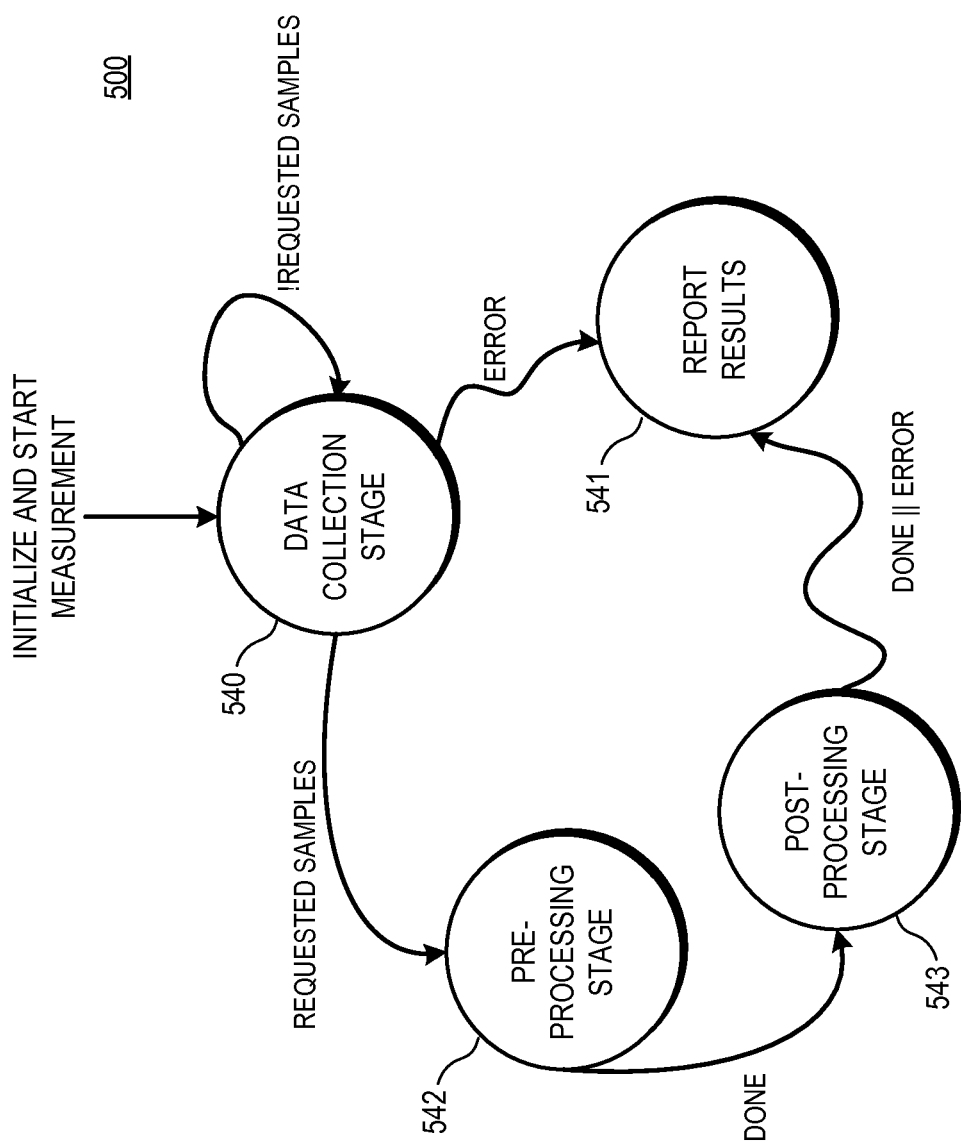 500
INITIALIZE AND START
MEASUREMENT
!REQUESTED SAMPLES
DATA
COLLECTION
STAGE
540
ERROR
REPORT
RESULTS
541
REQUESTED SAMPLES
PRE-
PROCESSING
STAGE
542
DONE
POST-
PROCESSING
STAGE
543
DONE || ERROR